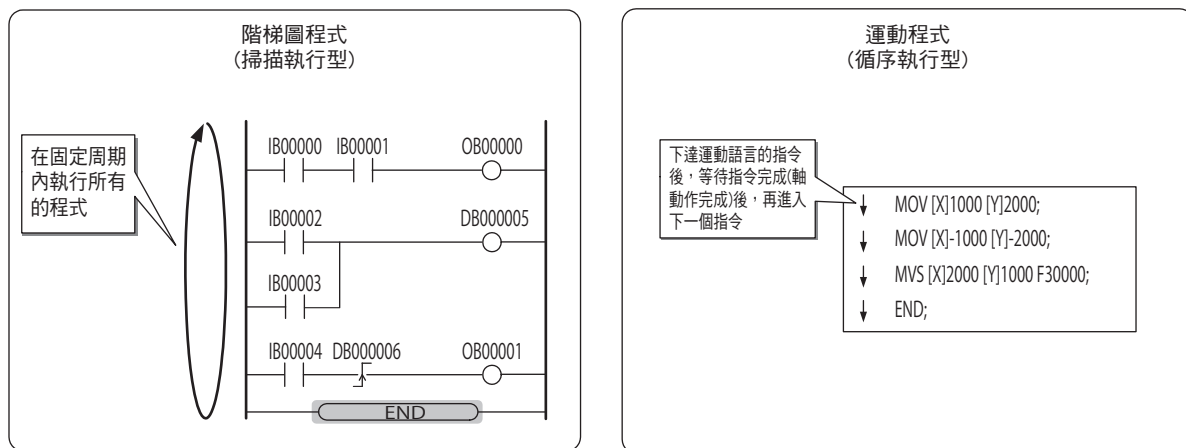 階梯圖程式
(掃描執行型)
在固定周期
內執行所有
的程式
IB00000 IB00001 OB00000
IB00002 DB000005
IB00003
IB00004 DB000006 OB00001
END
運動程式
(循序執行型)
下達運動語言的指令
後，等待指令完成(軸
動作完成)後，再進入
下一個指令
MOV [X]1000 [Y]2000;
MOV [X]-1000 [Y]-2000;
MVS [X]2000 [Y]1000 F30000;
END;